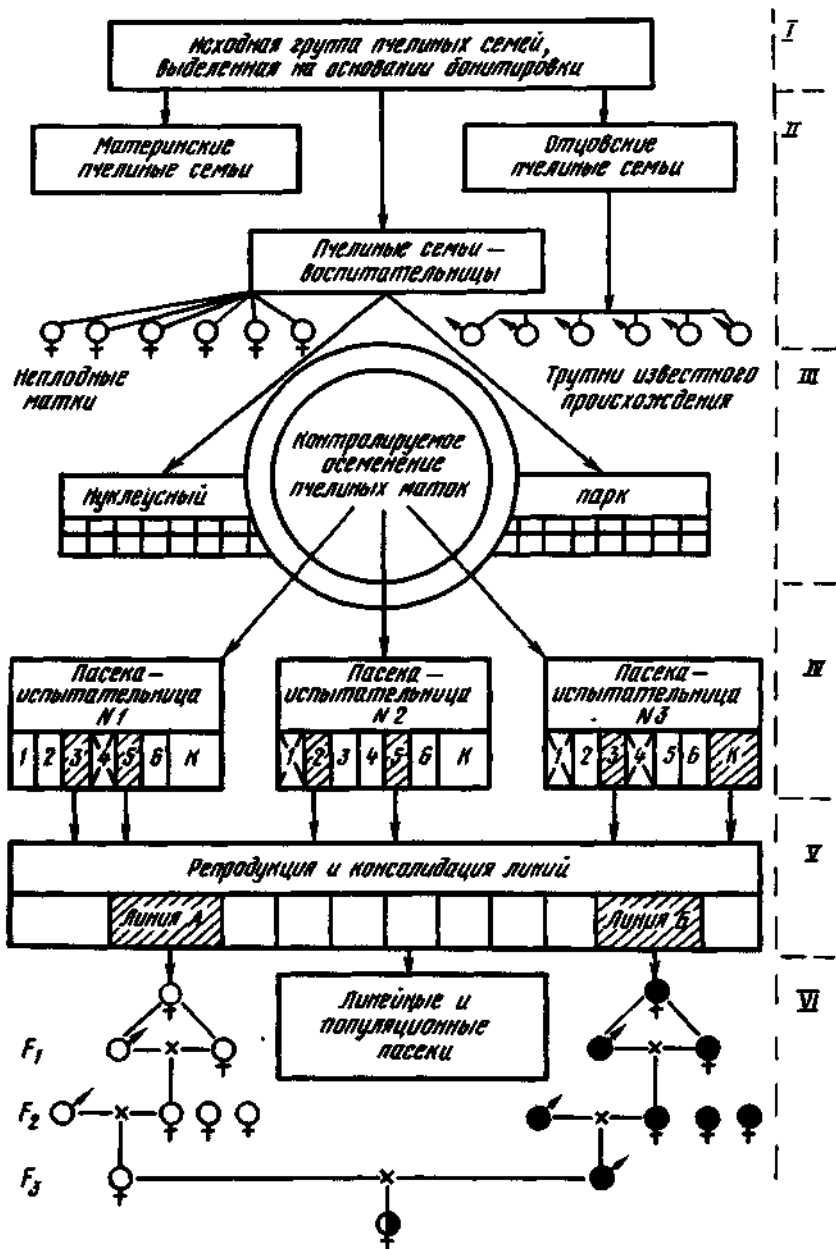 Исходная группа пчелиных семей,
выделенная на основании бонитировки
I
II
Материнские
пчелиные семьи
Отцовские
пчелиные семьи
Пчелиные семьи —
воспитательницы
Неплодные
матки
Трутни известного
происхождения
III
Контролируемое
осеменение
пчелиных маток
Нуклеусный
парк
IV
Пасека—
испытательница
N1
1 2 3 4 5 6 К
Пасека—
испытательница
N2
1 2 3 4 5 6 К
Пасека—
испытательница
N3
1 2 3 4 5 6 К
V
Репродукция и консолидация линий
Линия А
Линия Б
VI
Линейные и
популяционные
пасеки
F1
F2
F3